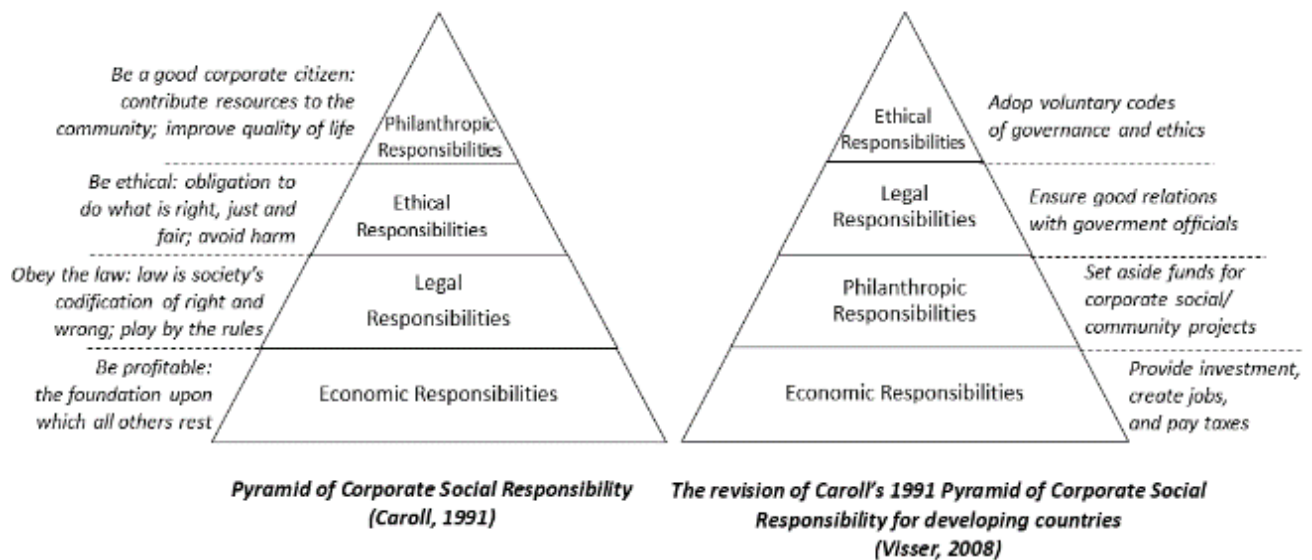 Be a good corporate citizen:
contribute resources to the
community; improve quality of life
Philanthropic
Responsibilities
Be ethical: obligation to
do what is right, just and
fair; avoid harm
Ethical
Responsibilities
Obey the law: law is society's
codification of right and
wrong; play by the rules
Legal
Responsibilities
Be profitable:
the foundation upon
which all others rest
Economic Responsibilities
Pyramid of Corporate Social Responsibility
(Caroll, 1991)
Ethical
Responsibilities
Adop voluntary codes
of governance and ethics
Legal
Responsibilities
Ensure good relations
with goverment officials
Philanthropic
Responsibilities
Set aside funds for
corporate social/
community projects
Economic Responsibilities
Provide investment,
create jobs,
and pay taxes
The revision of Caroll's 1991 Pyramid of Corporate Social
Responsibility for developing countries
(Visser, 2008)